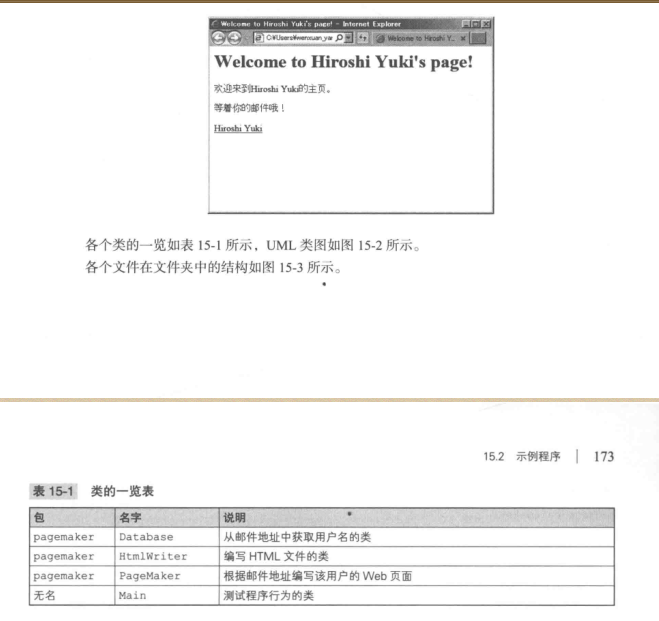 Welcome to Hiroshi Yuki's page! - Internet Explorer
Welcome to Hiroshi Y...
Welcome to Hiroshi Yuki's page!
欢迎来到Hiroshi Yuki的主页。
等着你的邮件哦！
Hiroshi Yuki
各个类的一览如表 15-1 所示，UML 类图如图 15-2 所示。
各个文件在文件夹中的结构如图 15-3 所示。
15.2 示例程序 | 173
表 15-1 类的一览表
包 名字 说明
pagemaker Database 从邮件地址中获取用户名的类
pagemaker HtmlWriter 编写 HTML 文件的类
pagemaker PageMaker 根据邮件地址编写该用户的 Web 页面
无名 Main 测试程序行为的类